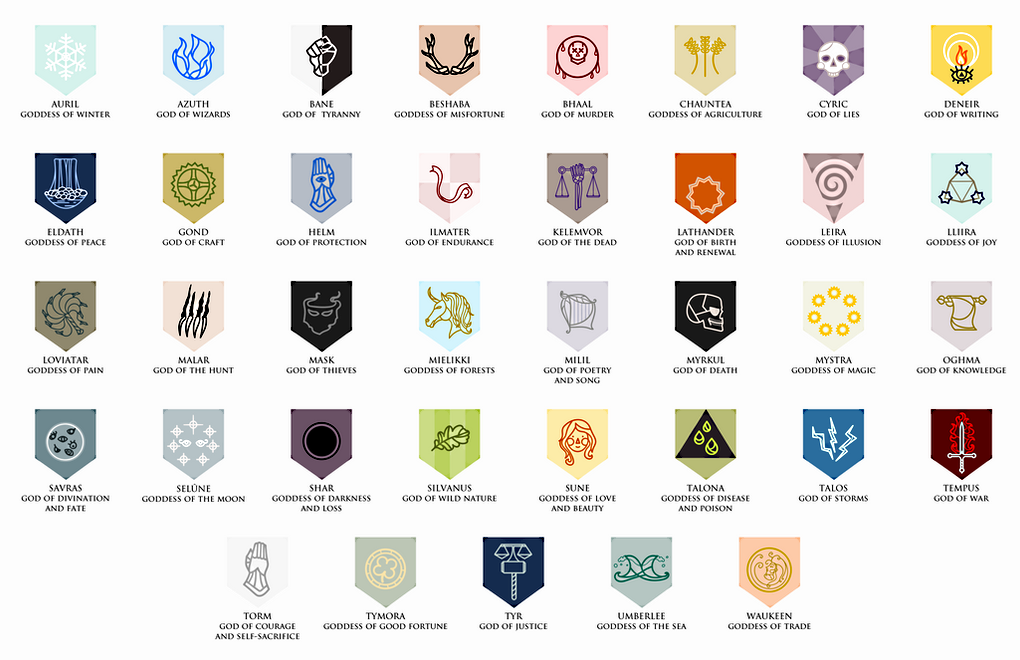 AURIL
GODDESS OF WINTER
AZUTH
GOD OF WIZARDS
BANE
GOD OF TYRANNY
BESHABA
GODDESS OF MISFORTUNE
BHAAL
GOD OF MURDER
CHAUNTEA
GODDESS OF AGRICULTURE
CYRIC
GOD OF LIES
DENEIR
GOD OF WRITING
ELDATH
GODDESS OF PEACE
GOND
GOD OF CRAFT
HELM
GOD OF PROTECTION
ILMATER
GOD OF ENDURANCE
KELEMVOR
GOD OF THE DEAD
LATHANDER
GOD OF BIRTH
AND RENEWAL
LEIRA
GODDESS OF ILLUSION
LLIIRA
GODDESS OF JOY
LOVIATAR
GODDESS OF PAIN
MALAR
GOD OF THE HUNT
MASK
GOD OF THIEVES
MIELIKKI
GODDESS OF FORESTS
MILIL
GOD OF POETRY
AND SONG
MYRKUL
GOD OF DEATH
MYSTRA
GODDESS OF MAGIC
OGHMA
GOD OF KNOWLEDGE
SAVRAS
GOD OF DIVINATION
AND FATE
SELÛNE
GODDESS OF THE MOON
SHAR
GODDESS OF DARKNESS
AND LOSS
SILVANUS
GOD OF WILD NATURE
SUNE
GODDESS OF LOVE
AND BEAUTY
TALONA
GODDESS OF DISEASE
AND POISON
TALOS
GOD OF STORMS
TEMPUS
GOD OF WAR
TORM
GOD OF COURAGE
AND SELF-SACRIFICE
TYMORA
GODDESS OF GOOD FORTUNE
TYR
GOD OF JUSTICE
UMBERLEE
GODDESS OF THE SEA
WAUKEEN
GODDESS OF TRADE